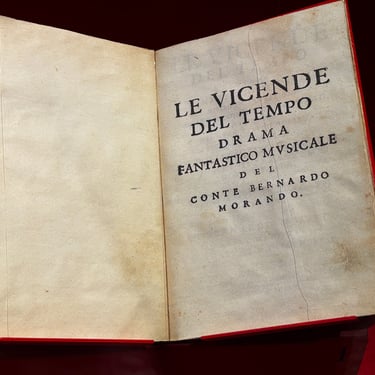 LE VICENDE
DEL TEMPO
DRAMA
FANTASTICO MVSICALE
DEL
CONTE BERNARDO
MORANDO.